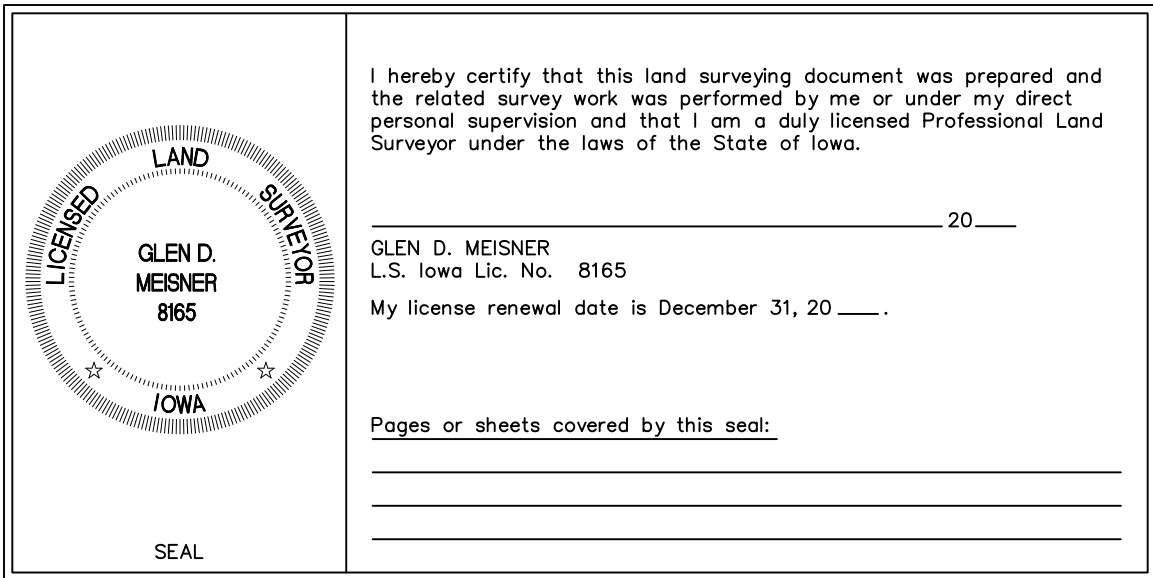 LICENSED LAND SURVEYOR
GLEN D.
MEISNER
8165
IOWA
SEAL
I hereby certify that this land surveying document was prepared and
the related survey work was performed by me or under my direct
personal supervision and that I am a duly licensed Professional Land
Surveyor under the laws of the State of Iowa.
20
GLEN D. MEISNER
L.S. Iowa Lic. No. 8165
My license renewal date is December 31, 20 ____.
Pages or sheets covered by this seal: